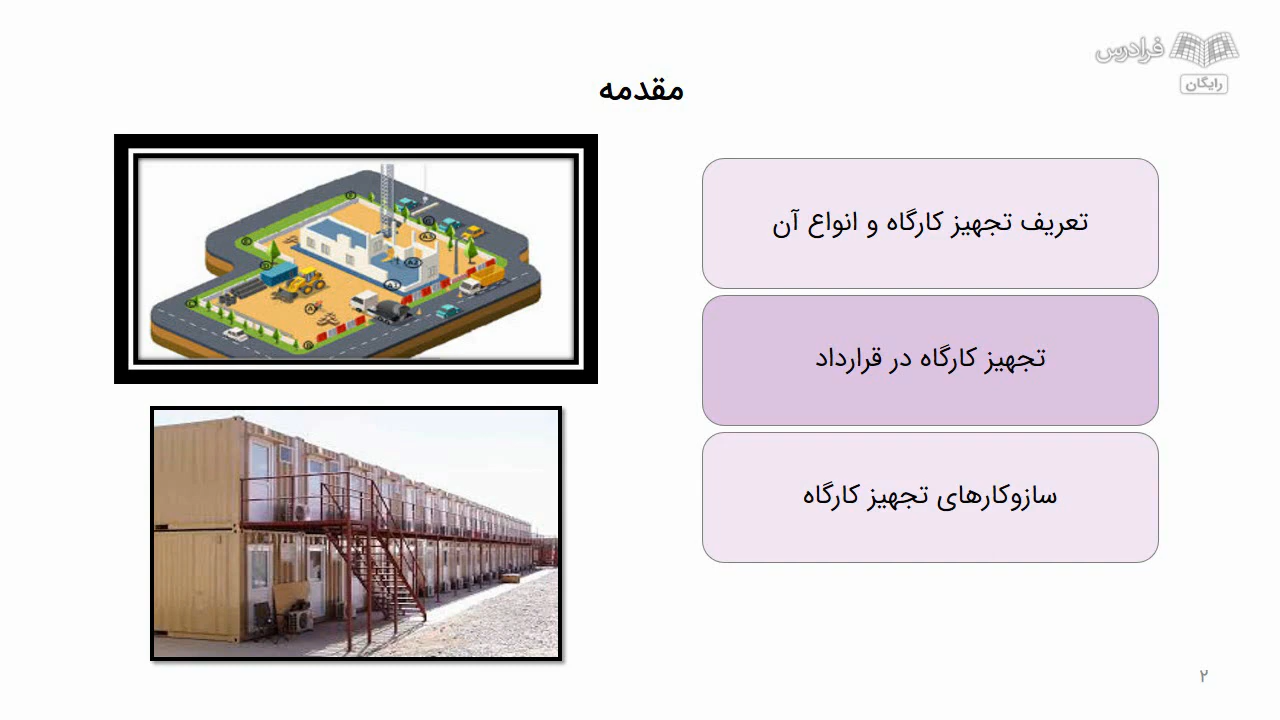 فرادرس
رایگان
مقدمه
تعریف تجهیز کارگاه و انواع آن
تجهیز کارگاه در قرارداد
سازوکارهای تجهیز کارگاه
۲